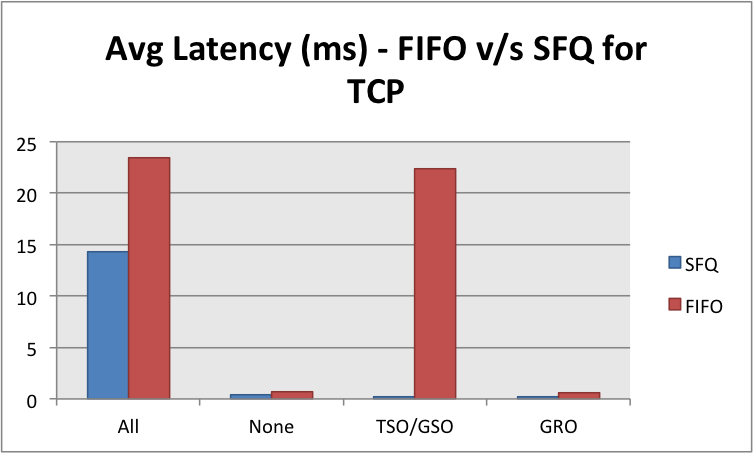 Avg Latency (ms) - FIFO v/s SFQ for
TCP
25
20
15
10
5
0
All
None
TSO/GSO
GRO
SFQ
FIFO